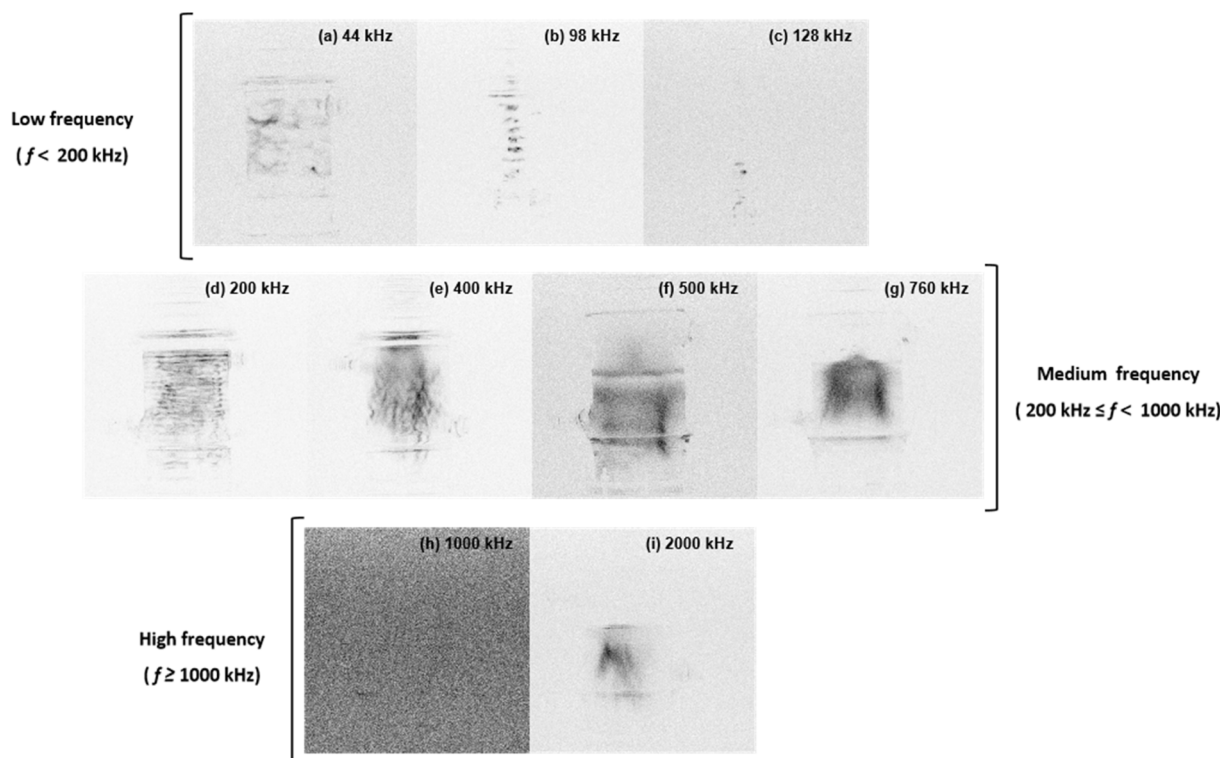 (a) 44 kHz
(b) 98 kHz
(c) 128 kHz
Low frequency
( f < 200 kHz)
(d) 200 kHz
(e) 400 kHz
(f) 500 kHz
(g) 760 kHz
Medium frequency
( 200 kHz ≤ f < 1000 kHz)
(h) 1000 kHz
(i) 2000 kHz
High frequency
( f ≥ 1000 kHz)